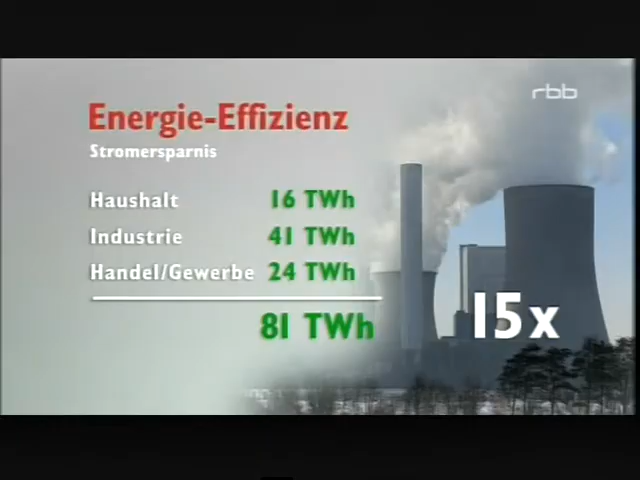 rbb
Energie-Effizienz
Stromersparnis
Haushalt 16 TWh
Industrie 41 TWh
Handel/Gewerbe 24 TWh
81 TWh
15x